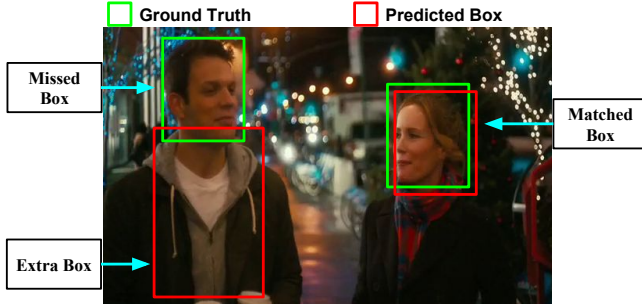 Ground Truth
Predicted Box
Missed
Box
Matched
Box
Extra Box